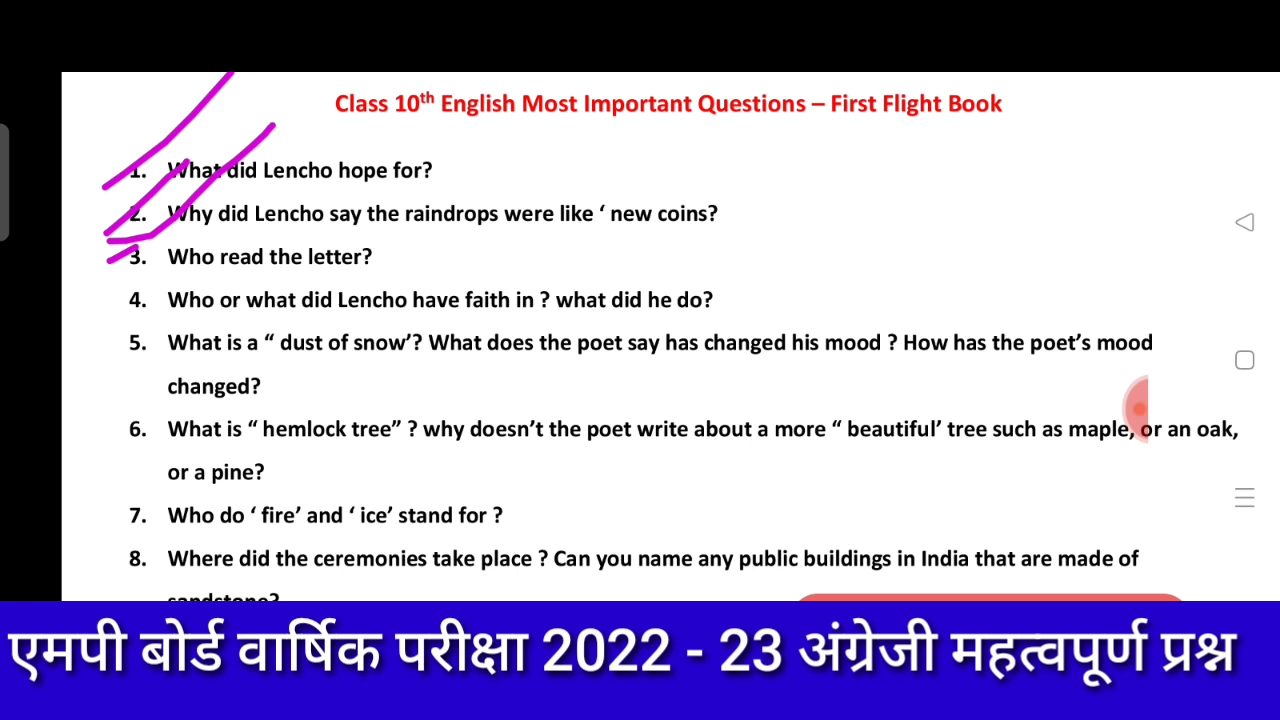 Class 10th English Most Important Questions – First Flight Book
1. What did Lencho hope for?
2. Why did Lencho say the raindrops were like ‘ new coins?
3. Who read the letter?
4. Who or what did Lencho have faith in ? what did he do?
5. What is a “ dust of snow’? What does the poet say has changed his mood ? How has the poet’s mood
changed?
6. What is “ hemlock tree” ? why doesn’t the poet write about a more “ beautiful’ tree such as maple, or an oak,
or a pine?
7. Who do ‘ fire’ and ‘ ice’ stand for ?
8. Where did the ceremonies take place ? Can you name any public buildings in India that are made of
sandstone?
एमपी बोर्ड वार्षिक परीक्षा 2022 - 23 अंग्रेजी महत्वपूर्ण प्रश्न